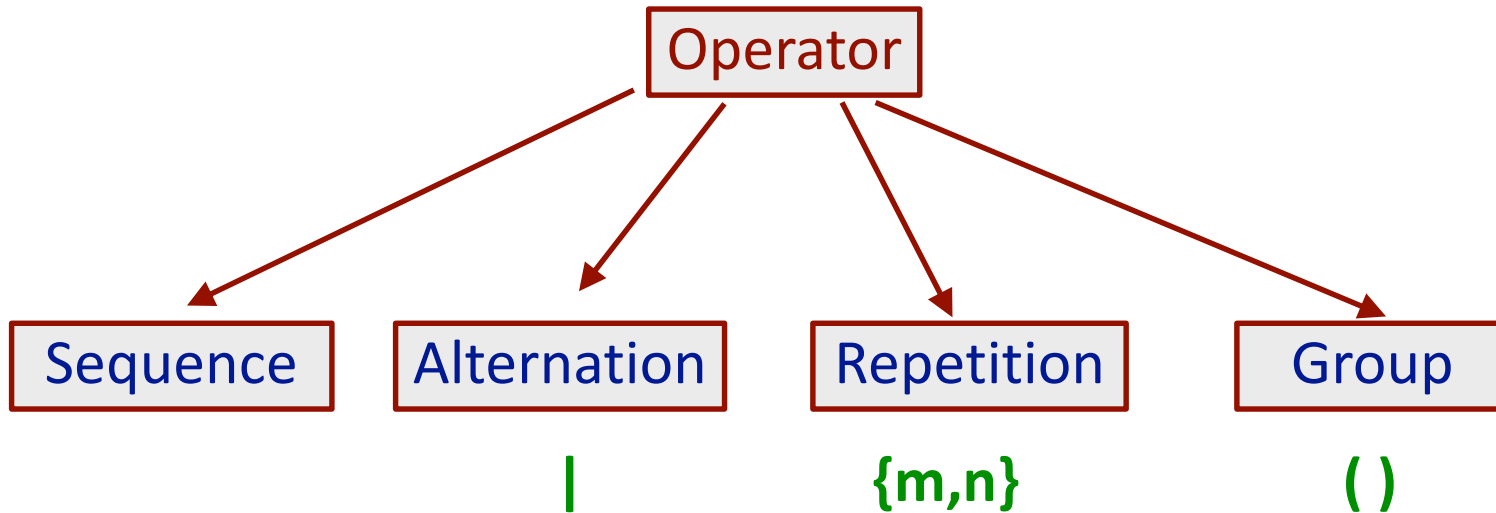 Operator
Sequence Alternation Repetition Group
| {m,n} ( )